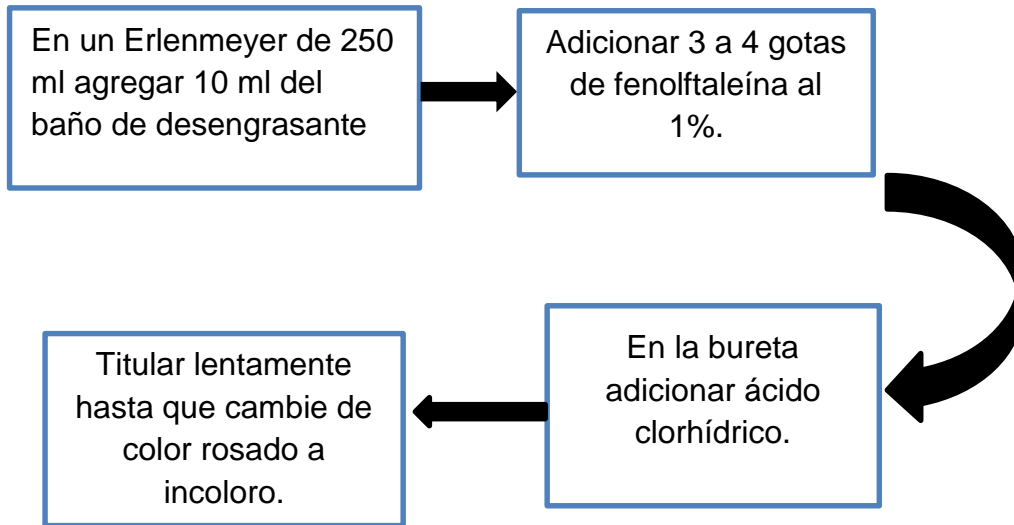 En un Erlenmeyer de 250
ml agregar 10 ml del
baño de desengrasante
Adicionar 3 a 4 gotas
de fenolftaleína al
1%.
En la bureta
adicionar ácido
clorhídrico.
Titular lentamente
hasta que cambie de
color rosado a
incoloro.